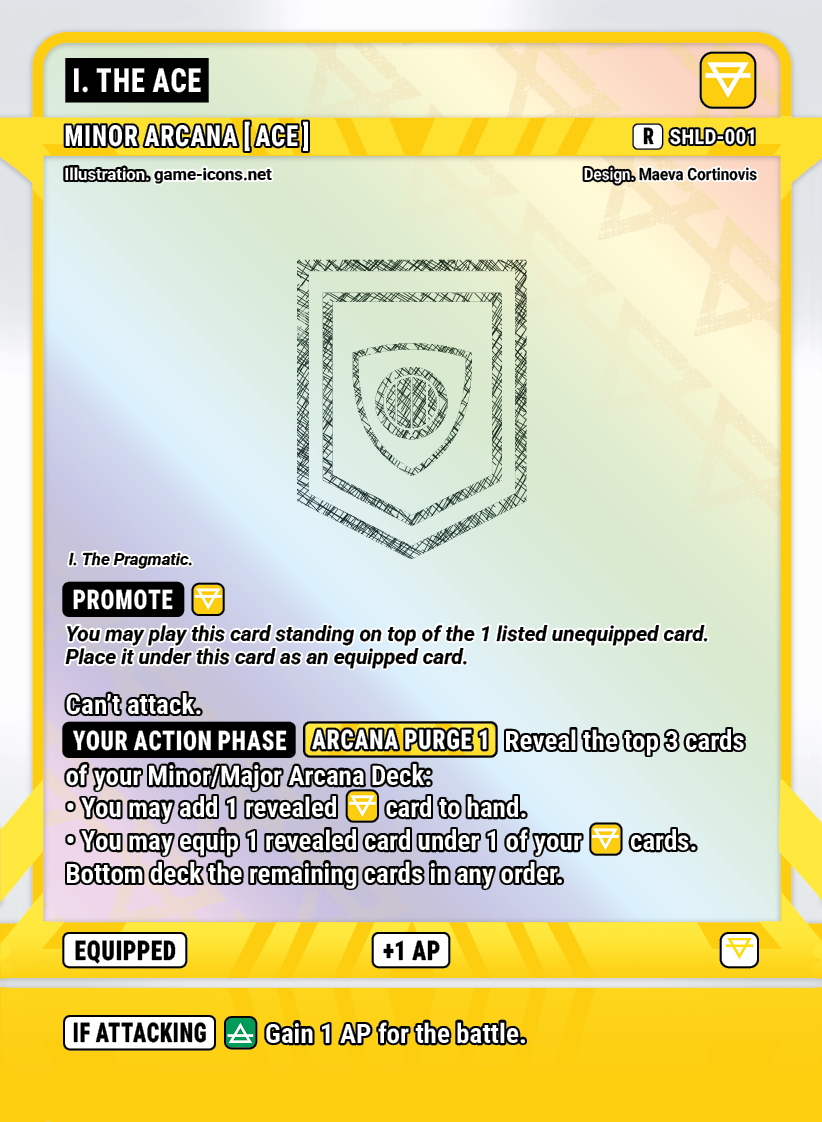 I. THE ACE
MINOR ARCANA [ ACE ]
R SHLD-001
Illustration. game-icons.net
Design. Maeva Cortinovis
I. The Pragmatic.
PROMOTE
You may play this card standing on top of the 1 listed unequipped card.
Place it under this card as an equipped card.
Can't attack.
YOUR ACTION PHASE ARCANA PURGE 1 Reveal the top 3 cards
of your Minor/Major Arcana Deck:
• You may add 1 revealed card to hand.
• You may equip 1 revealed card under 1 of your cards.
Bottom deck the remaining cards in any order.
EQUIPPED
+1 AP
IF ATTACKING Gain 1 AP for the battle.